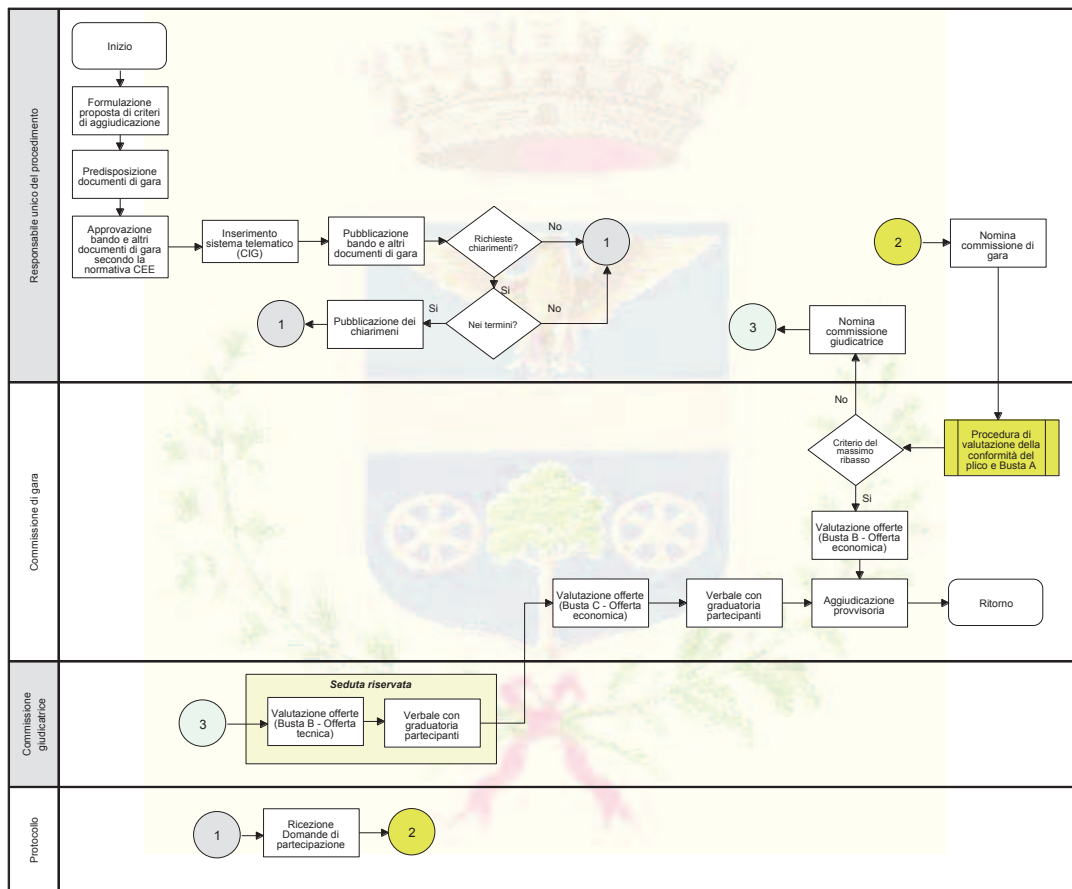 Responsabile unico del procedimento
Inizio
Formulazione
proposta di criteri
di aggiudicazione
Predisposizione
documenti di gara
Approvazione
bando e altri
documenti di gara
secondo la
normativa CEE
Inserimento
sistema telematico
(CIG)
Pubblicazione
bando e altri
documenti di gara
Richieste
chiarimenti?
No
1
Si
Nei termini?
No
Si
Pubblicazione dei
chiarimeni
1
2
Nomina
commissione di
gara
Nomina
commissione
giudicatrice
3
Commissione di gara
No
Criterio del
massimo
ribasso
Procedura di
valutazione della
conformità del
plico e Busta A
Si
Valutazione offerte
(Busta B - Offerta
economica)
Valutazione offerte
(Busta C - Offerta
economica)
Verbale con
graduatoria
partecipanti
Aggiudicazione
provvisoria
Ritorno
Commissione
giudicatrice
Seduta riservata
3
Valutazione offerte
(Busta B - Offerta
tecnica)
Verbale con
graduatoria
partecipanti
Protocollo
1
Ricezione
Domande di
partecipazione
2